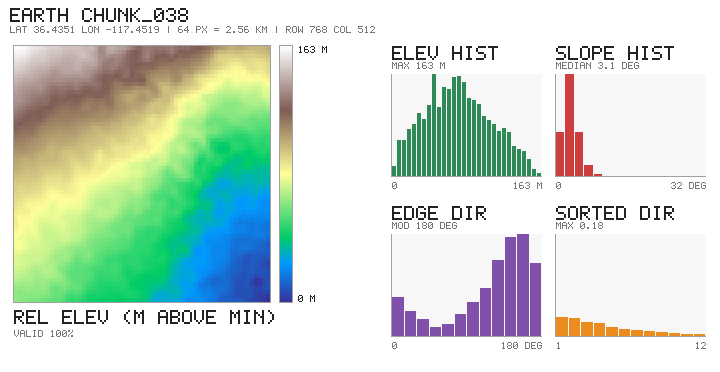 EARTH CHUNK_038
LAT 36.4351 LON -117.4519 | 64 PX = 2.56 KM | ROW 768 COL 512
163 M
0 M
REL ELEV (M ABOVE MIN)
VALID 100%
ELEV HIST
MAX 163 M
0 163 M
SLOPE HIST
MEDIAN 3.1 DEG
0 32 DEG
EDGE DIR
MOD 180 DEG
0 180 DEG
SORTED DIR
MAX 0.18
1 12